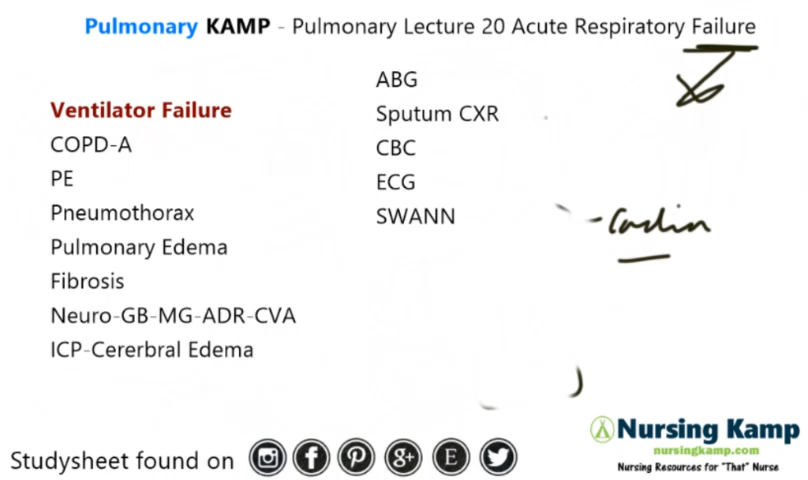 Pulmonary KAMP - Pulmonary Lecture 20 Acute Respiratory Failure
Ventilator Failure
COPD-A
PE
Pneumothorax
Pulmonary Edema
Fibrosis
Neuro-GB-MG-ADR-CVA
ICP-Cererbral Edema
ABG
Sputum CXR
CBC
ECG
SWANN
Nursing Kamp
nursingkamp.com
Nursing Resources for "That" Nurse
Studysheet found on